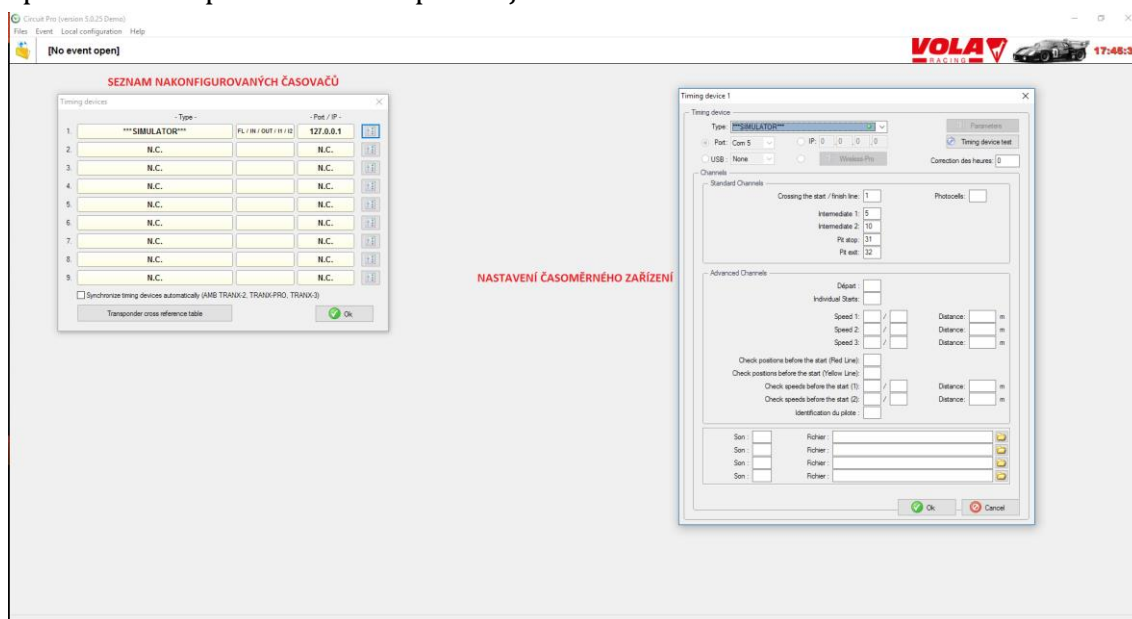 Circuit Pro (version 5.0.25 Demo)
Files Event Local configuration Help
[No event open]
VOLA RACING
17:46:3
SEZNAM NAKONFIGUROVANÝCH ČASOVAČŮ
Timing devices
- Type - - Port / IP -
1. ***SIMULATOR*** FL / IN / OUT / I1 / I2 127.0.0.1
2. N.C. N.C.
3. N.C. N.C.
4. N.C. N.C.
5. N.C. N.C.
6. N.C. N.C.
7. N.C. N.C.
8. N.C. N.C.
9. N.C. N.C.
Synchronize timing devices automatically (AMB TRANX-2, TRANX-PRO, TRANX-3)
Transponder cross reference table Ok
NASTAVENÍ ČASOMĚRNÉHO ZAŘÍZENÍ
Timing device 1
Timing device
Type: ***SIMULATOR*** Parameters
Port: Com 5 IP: 0 .0 .0 .0 Timing device test
USB : None Wireless-Pro Correction des heures: 0
Channels
Standard Channels
Crossing the start / finish line: 1 Photocells:
Intermediate 1: 5
Intermediate 2: 10
Pit stop: 31
Pit exit: 32
Advanced Channels
Départ :
Individual Starts:
Speed 1: / Distance: m
Speed 2: / Distance: m
Speed 3: / Distance: m
Check positions before the start (Red Line):
Check positions before the start (Yellow Line):
Check speeds before the start (1): / Distance: m
Check speeds before the start (2): / Distance: m
Identification du pilote :
Son : Fichier :
Son : Fichier :
Son : Fichier :
Son : Fichier :
Ok Cancel